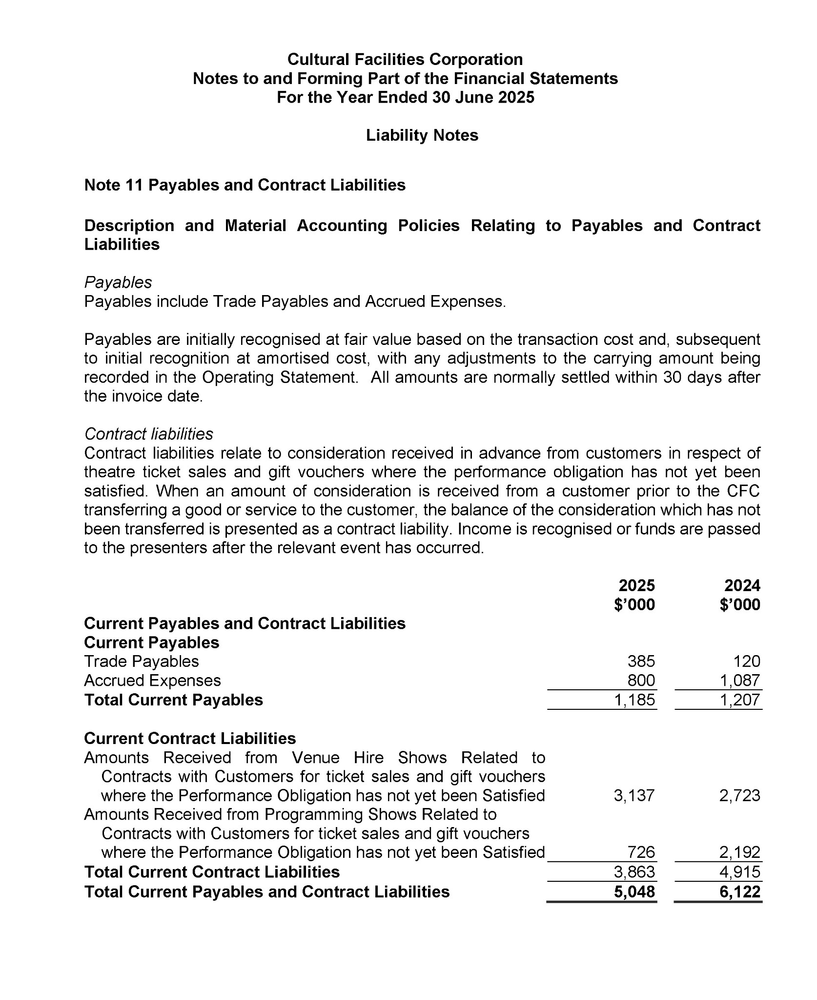 Cultural Facilities Corporation
Notes to and Forming Part of the Financial Statements
For the Year Ended 30 June 2025
Liability Notes
Note 11 Payables and Contract Liabilities
Description and Material Accounting Policies Relating to Payables and Contract
Liabilities
Payables
Payables include Trade Payables and Accrued Expenses.
Payables are initially recognised at fair value based on the transaction cost and, subsequent
to initial recognition at amortised cost, with any adjustments to the carrying amount being
recorded in the Operating Statement. All amounts are normally settled within 30 days after
the invoice date.
Contract liabilities
Contract liabilities relate to consideration received in advance from customers in respect of
theatre ticket sales and gift vouchers where the performance obligation has not yet been
satisfied. When an amount of consideration is received from a customer prior to the CFC
transferring a good or service to the customer, the balance of the consideration which has not
been transferred is presented as a contract liability. Income is recognised or funds are passed
to the presenters after the relevant event has occurred.
2025 2024
$’000 $’000
Current Payables and Contract Liabilities
Current Payables
Trade Payables 385 120
Accrued Expenses 800 1,087
Total Current Payables 1,185 1,207
Current Contract Liabilities
Amounts Received from Venue Hire Shows Related to
Contracts with Customers for ticket sales and gift vouchers
where the Performance Obligation has not yet been Satisfied 3,137 2,723
Amounts Received from Programming Shows Related to
Contracts with Customers for ticket sales and gift vouchers
where the Performance Obligation has not yet been Satisfied 726 2,192
Total Current Contract Liabilities 3,863 4,915
Total Current Payables and Contract Liabilities 5,048 6,122